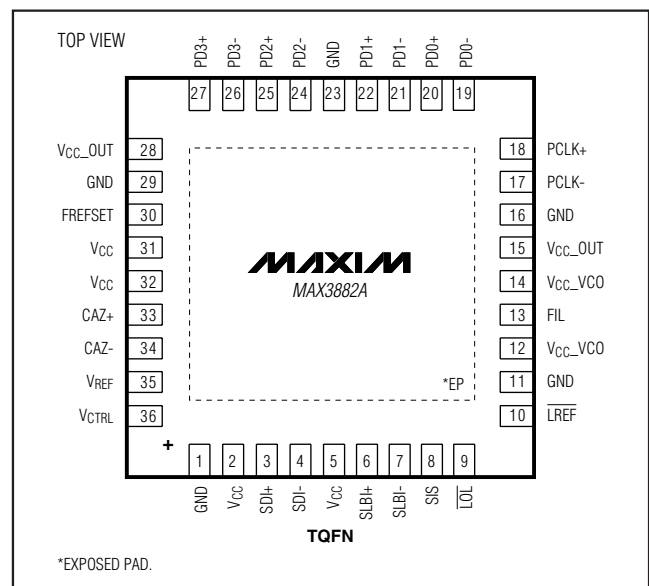 TOP VIEW
PD3+ PD3- PD2+ PD2- GND PD1+ PD1- PD0+ PD0-
27 26 25 24 23 22 21 20 19
VCC_OUT 28
GND 29
FREFSET 30
VCC 31
VCC 32
CAZ+ 33
CAZ- 34
VREF 35
VCTRL 36
MAXIM
MAX3882A
*EP
18 PCLK+
17 PCLK-
16 GND
15 VCC_OUT
14 VCC_VCO
13 FIL
12 VCC_VCO
11 GND
10 LREF
+
1 2 3 4 5 6 7 8 9
GND VCC SDI+ SDI- VCC SLBI+ SLBI- SIS LOL
TQFN
*EXPOSED PAD.